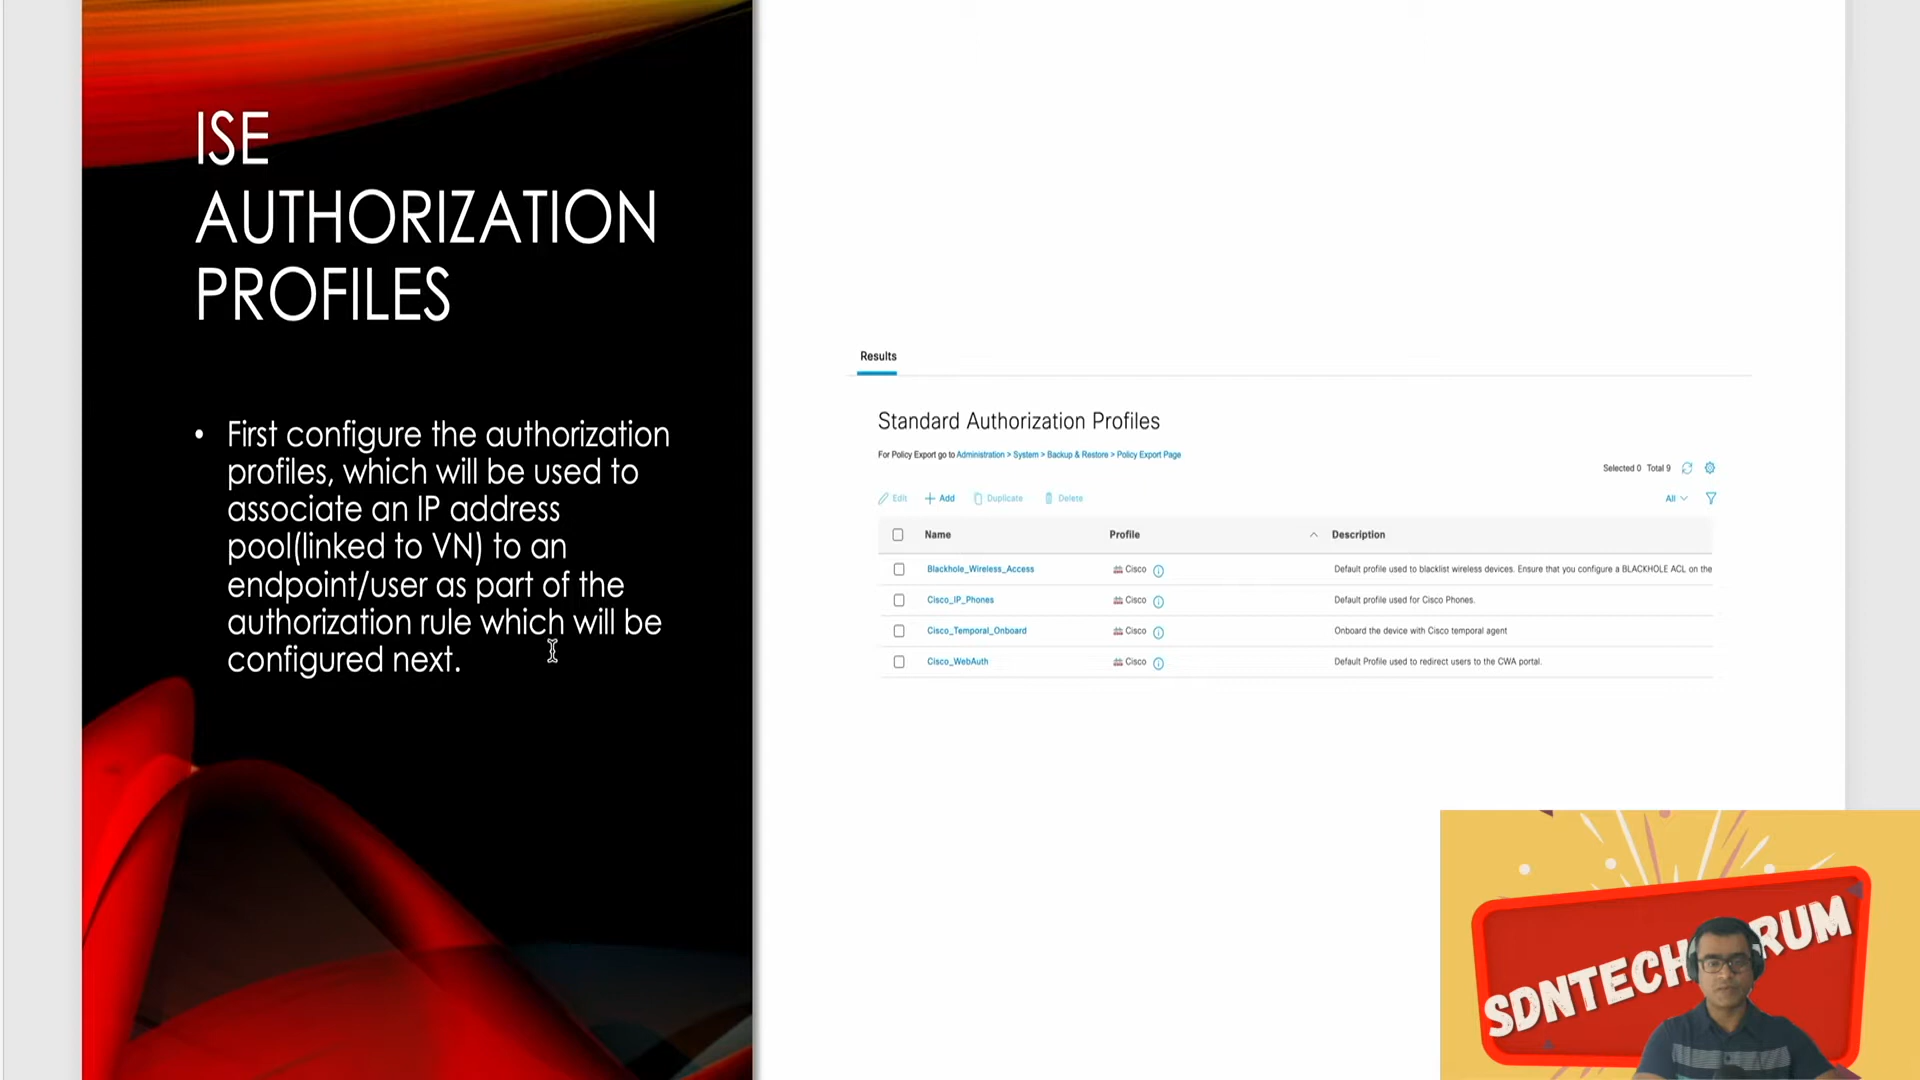 ISE
AUTHORIZATION
PROFILES
• First configure the authorization
profiles, which will be used to
associate an IP address
pool(linked to VN) to an
endpoint/user as part of the
authorization rule which will be
configured next.
Results
Standard Authorization Profiles
For Policy Export go to Administration > System > Backup & Restore > Policy Export Page
Selected 0 Total 9
Edit Add Duplicate Delete All
Name Profile Description
Blackhole_Wireless_Access Cisco Default profile used to blacklist wireless devices. Ensure that you configure a BLACKHOLE ACL on the
Cisco_IP_Phones Cisco Default profile used for Cisco Phones.
Cisco_Temporal_Onboard Cisco Onboard the device with Cisco temporal agent
Cisco_WebAuth Cisco Default Profile used to redirect users to the CWA portal.